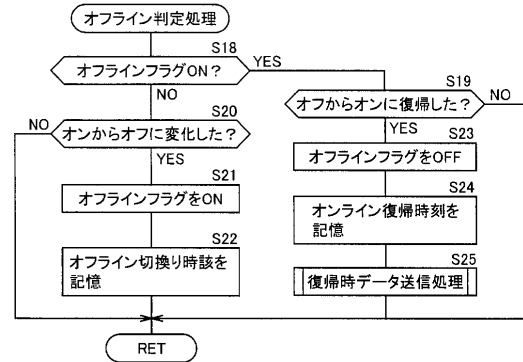 オフライン判定処理
S18
オフラインフラグON？
YES
NO
S19
オフからオンに復帰した？
NO
YES
S20
NO
オンからオフに変化した？
YES
S23
オフラインフラグをOFF
S21
オフラインフラグをON
S24
オンライン復帰時刻を
記憶
S22
オフライン切換り時該を
記憶
S25
復帰時データ送信処理
RET